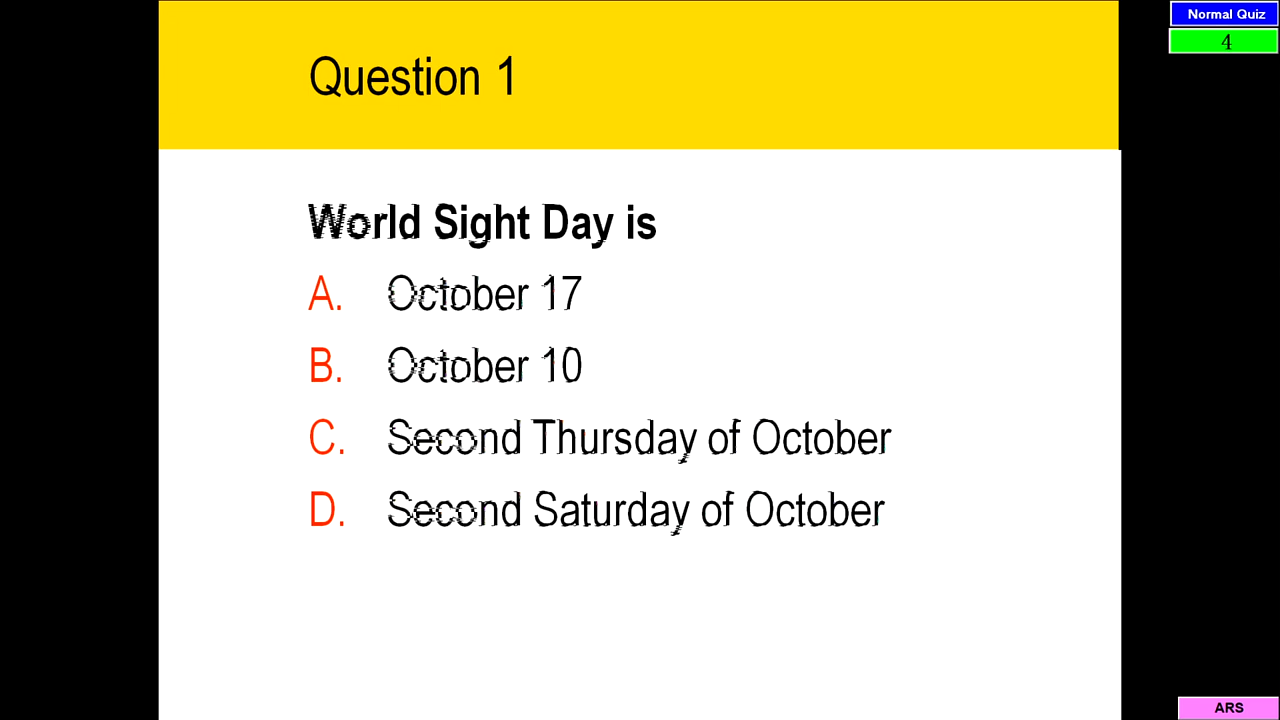 Normal Quiz
4
Question 1
World Sight Day is
A. October 17
B. October 10
C. Second Thursday of October
D. Second Saturday of October
ARS